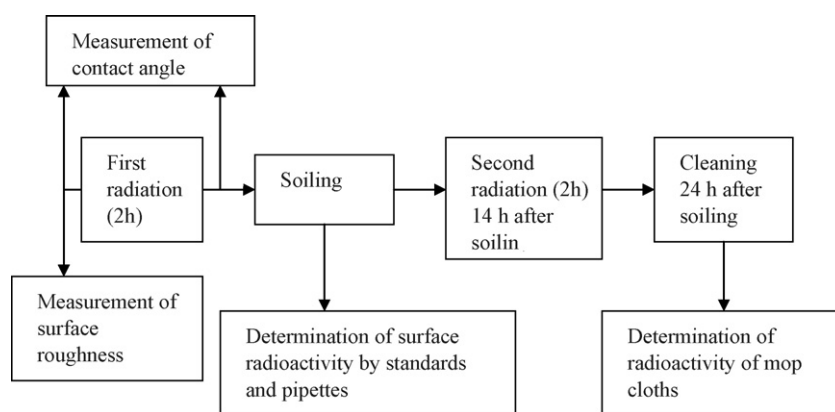 Measurement of
contact angle
First
radiation
(2h)
Soiling
Second
radiation (2h)
14 h after
soilin
Cleaning
24 h after
soiling
Measurement of
surface
roughness
Determination of surface
radioactivity by standards
and pipettes
Determination of
radioactivity of mop
cloths